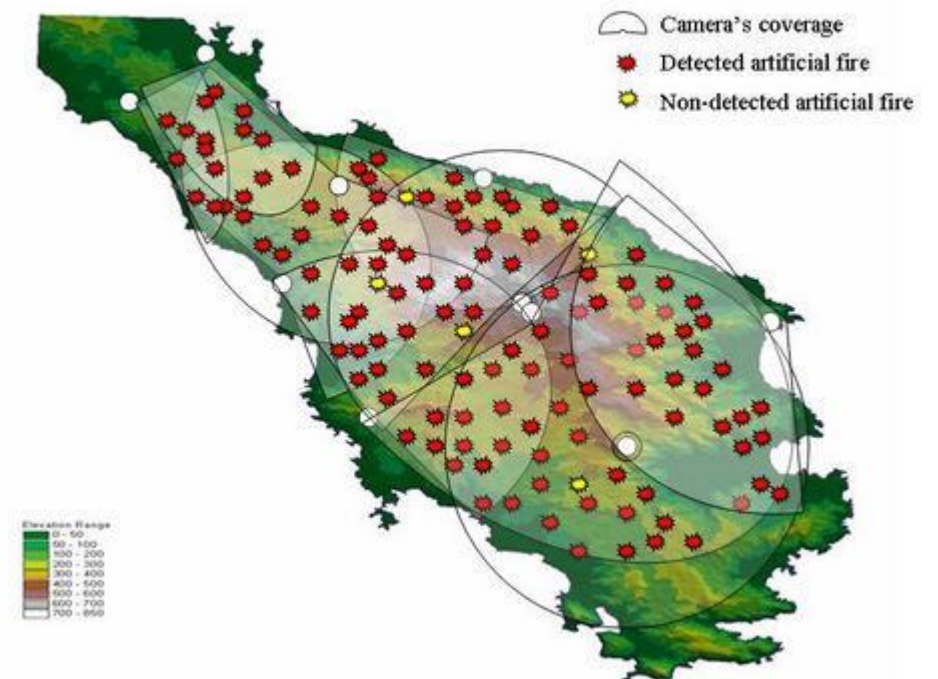 Camera's coverage
Detected artificial fire
Non-detected artificial fire
Elevation Range
0 - 50
50 - 100
100 - 200
200 - 300
300 - 400
400 - 500
500 - 600
600 - 700
700 - 850